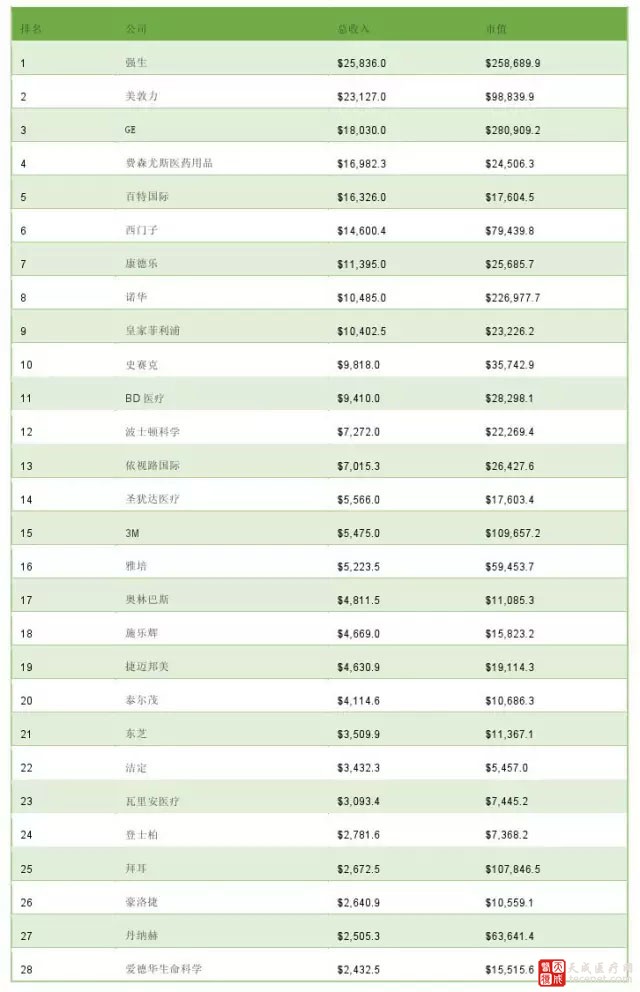 排名 公司 总收入 市值
1 强生 $25,836.0 $258,689.9
2 美敦力 $23,127.0 $98,839.9
3 GE $18,030.0 $280,909.2
4 费森尤斯医药用品 $16,982.3 $24,506.3
5 百特国际 $16,326.0 $17,604.5
6 西门子 $14,600.4 $79,439.8
7 康德乐 $11,395.0 $25,685.7
8 诺华 $10,485.0 $226,977.7
9 皇家菲利浦 $10,402.5 $23,226.2
10 史赛克 $9,818.0 $35,742.9
11 BD医疗 $9,410.0 $28,298.1
12 波士顿科学 $7,272.0 $22,269.4
13 依视路国际 $7,015.3 $26,427.6
14 圣犹达医疗 $5,566.0 $17,603.4
15 3M $5,475.0 $109,657.2
16 雅培 $5,223.5 $59,453.7
17 奥林巴斯 $4,811.5 $11,085.3
18 施乐辉 $4,669.0 $15,823.2
19 捷迈邦美 $4,630.9 $19,114.3
20 泰尔茂 $4,114.6 $10,686.3
21 东芝 $3,509.9 $11,367.1
22 洁定 $3,432.3 $5,457.0
23 瓦里安医疗 $3,093.4 $7,445.2
24 登士柏 $2,781.6 $7,368.2
25 拜耳 $2,672.5 $107,846.5
26 豪洛捷 $2,640.9 $10,559.1
27 丹纳赫 $2,505.3 $63,641.4
28 爱德华生命科学 $2,432.5 $15,515.6
天成医疗网